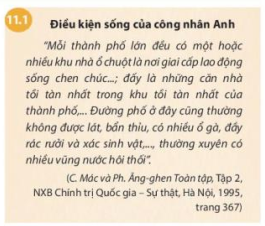 11.1 Điều kiện sống của công nhân Anh
“Mỗi thành phố lớn đều có một hoặc
nhiều khu nhà ổ chuột là nơi giai cấp lao động
sống chen chúc...; đấy là những căn nhà
tồi tàn nhất trong khu tồi tàn nhất của
thành phố,... Đường phố ở đây cũng thường
không được lát, bẩn thỉu, có nhiều ổ gà, đầy
rác rưởi và xác sinh vật,..., thường xuyên có
nhiều vũng nước hôi thối”.
(C. Mác và Ph. Ăng-ghen Toàn tập, Tập 2,
NXB Chính trị Quốc gia – Sự thật, Hà Nội, 1995,
trang 367)